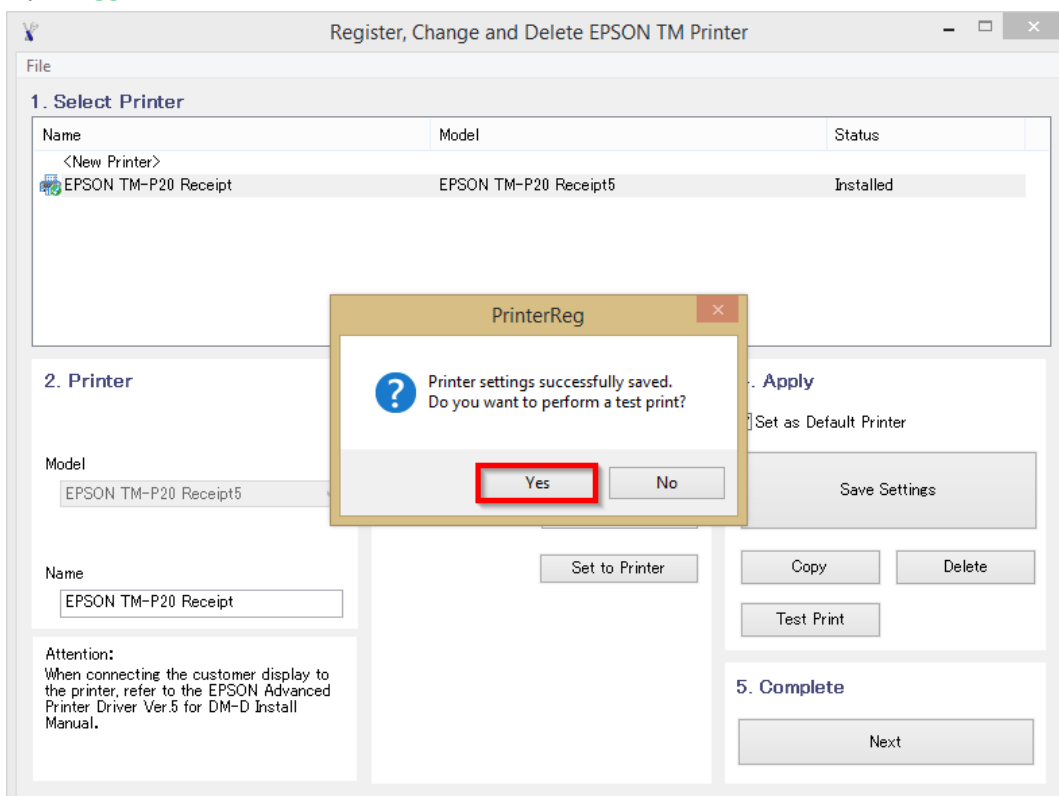 Register, Change and Delete EPSON TM Printer
File
1. Select Printer
Name Model Status
<New Printer>
EPSON TM-P20 Receipt EPSON TM-P20 Receipt5 Installed
PrinterReg
Printer settings successfully saved.
Do you want to perform a test print?
Yes No
2. Printer
Model
EPSON TM-P20 Receipt5
Name
EPSON TM-P20 Receipt
Attention:
When connecting the customer display to
the printer, refer to the EPSON Advanced
Printer Driver Ver.5 for DM-D Install
Manual.
Set to Printer
. Apply
Set as Default Printer
Save Settings
Copy Delete
Test Print
5. Complete
Next